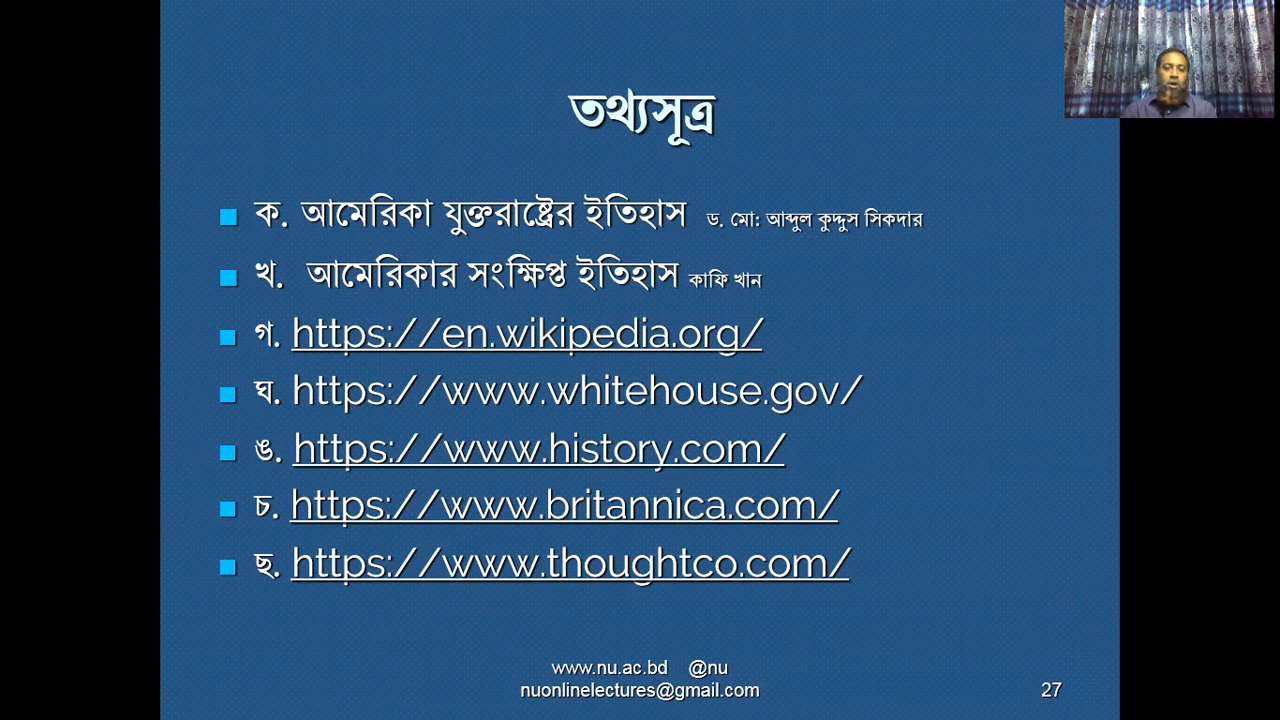 তথ্যসূত্র
ক. আমেরিকা যুক্তরাষ্ট্রের ইতিহাস ড. মো: আব্দুল কুদ্দুস সিকদার
খ. আমেরিকার সংক্ষিপ্ত ইতিহাস কাফি খান
গ. https://en.wikipedia.org/
ঘ. https://www.whitehouse.gov/
ঙ. https://www.history.com/
চ. https://www.britannica.com/
ছ. https://www.thoughtco.com/
www.nu.ac.bd @nu
nuonlinelectures@gmail.com
27